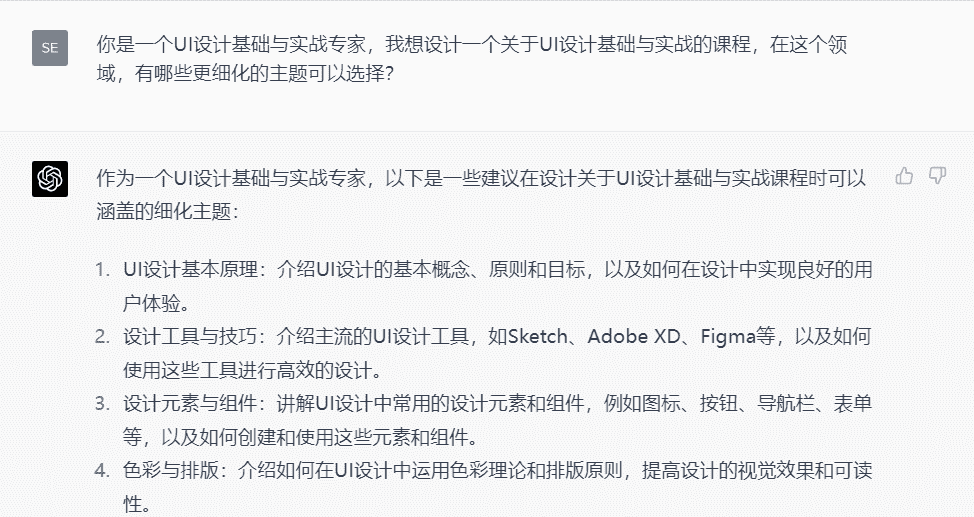 SE
你是一个UI设计基础与实战专家，我想设计一个关于UI设计基础与实战的课程，在这个领
域，有哪些更细化的主题可以选择？
作为一个UI设计基础与实战专家，以下是一些建议在设计关于UI设计基础与实战课程时可以
涵盖的细化主题：
1. UI设计基本原理：介绍UI设计的基本概念、原则和目标，以及如何在设计中实现良好的用
户体验。
2. 设计工具与技巧：介绍主流的UI设计工具，如Sketch、Adobe XD、Figma等，以及如何
使用这些工具进行高效的设计。
3. 设计元素与组件：讲解UI设计中常用的设计元素和组件，例如图标、按钮、导航栏、表单
等，以及如何创建和使用这些元素和组件。
4. 色彩与排版：介绍如何在UI设计中运用色彩理论和排版原则，提高设计的视觉效果和可读
性。